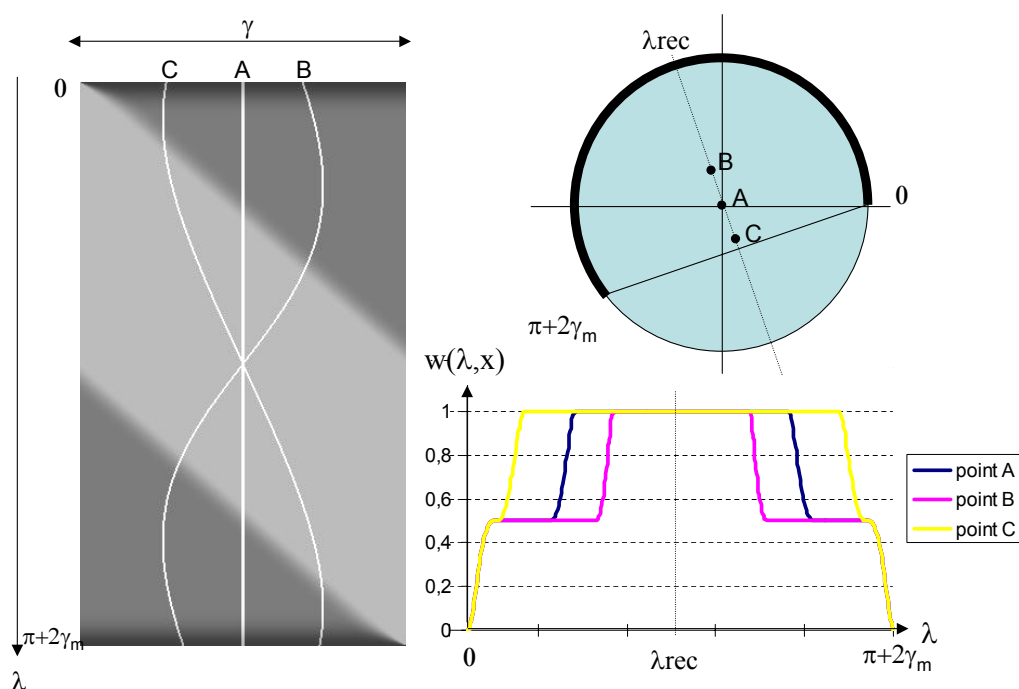 γ
C A B
0
π+2γm
λ
λrec
B
A
0
C
π+2γm
w(λ,x)
1
0,8
0,6
0,4
0,2
0
0 λrec π+2γm λ
point A
point B
point C